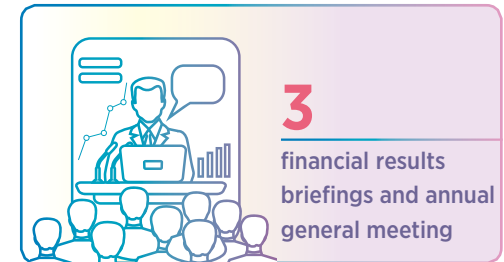 3
financial results
briefings and annual
general meeting